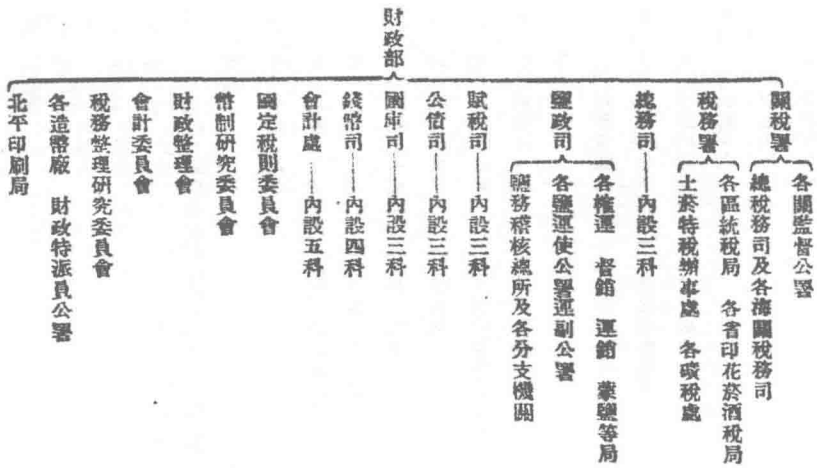 財政部
關稅署
各關監督公署
總稅務司及各海關稅務司
稅務署
各區統稅局 各省印花菸酒稅局
土菸特稅辦事處 各礦稅處
總務司——內設三科
鹽政司
各榷運 督銷 運銷 蒙鹽等局
各鹽運使公署運副公署
鹽務稽核總所及各分支機關
賦稅司——內設三科
公債司——內設三科
國庫司——內設三科
錢幣司——內設四科
會計處——內設五科
國定稅則委員會
幣制研究委員會
財政整理會
會計委員會
稅務整理研究委員會
各造幣廠 財政特派員公署
北平印刷局